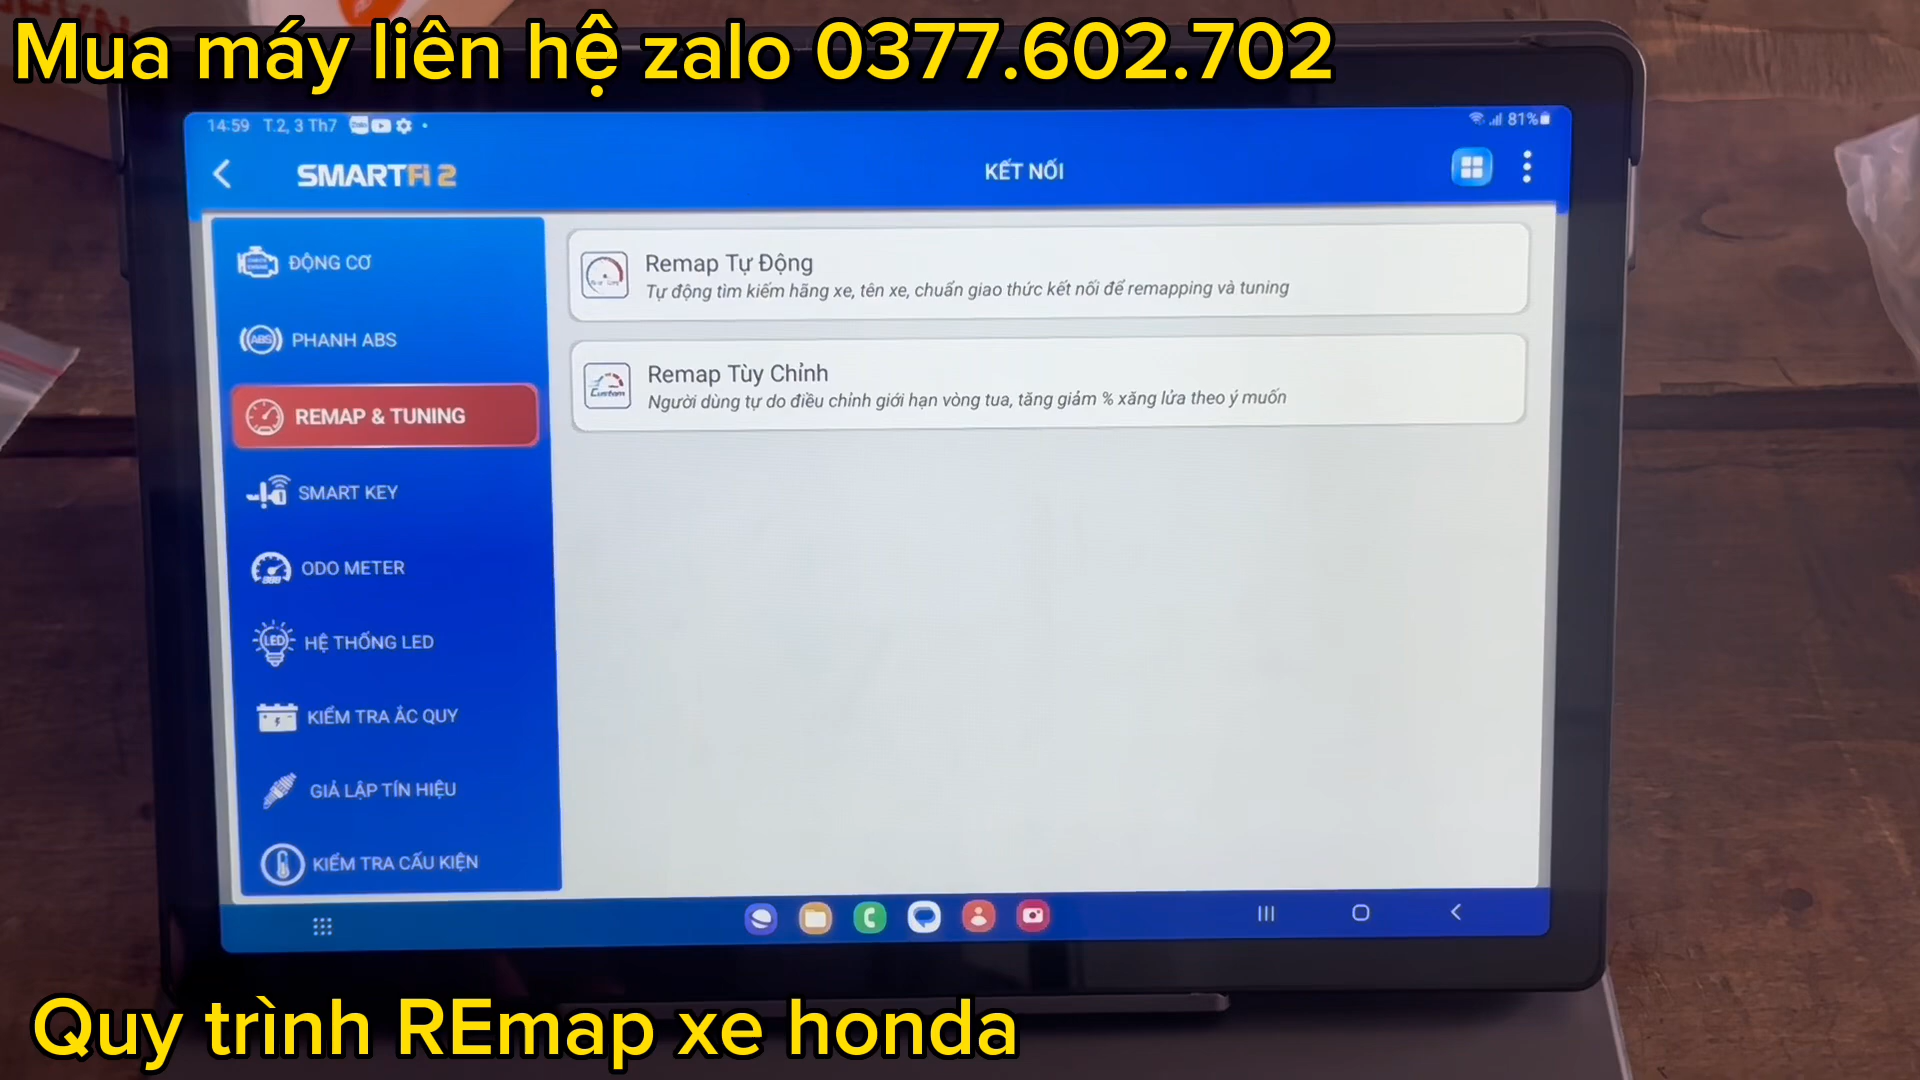 Mua máy liên hệ zalo 0377.602.702
14:59 T.2, 3 Th7
81%
SMARTFi 2
KẾT NỐI
ĐỘNG CƠ
PHANH ABS
REMAP & TUNING
SMART KEY
ODO METER
HỆ THỐNG LED
KIỂM TRA ẮC QUY
GIẢ LẬP TÍN HIỆU
KIỂM TRA CẤU KIỆN
Remap Tự Động
Tự động tìm kiếm hãng xe, tên xe, chuẩn giao thức kết nối để remapping và tuning
Custom
Remap Tùy Chỉnh
Người dùng tự do điều chỉnh giới hạn vòng tua, tăng giảm % xăng lửa theo ý muốn
ABS
LED
Quy trình REmap xe honda